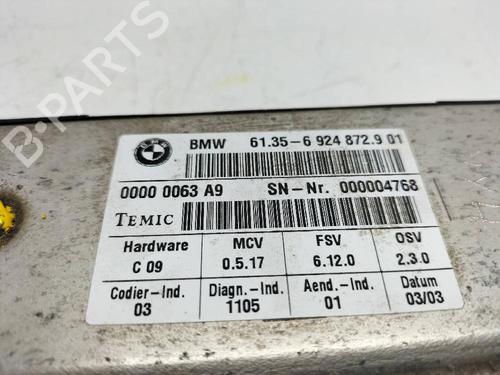 BMW 61.35-6 924 872.9 01
0000 0063 A9 SN-Nr. 000004768
TEMIC
Hardware MCV FSV OSV
C 09 0.5.17 6.12.0 2.3.0
Codier-Ind. Diagn.-Ind. Aend.-Ind. Datum
03 1105 01 03/03
B-PARTS